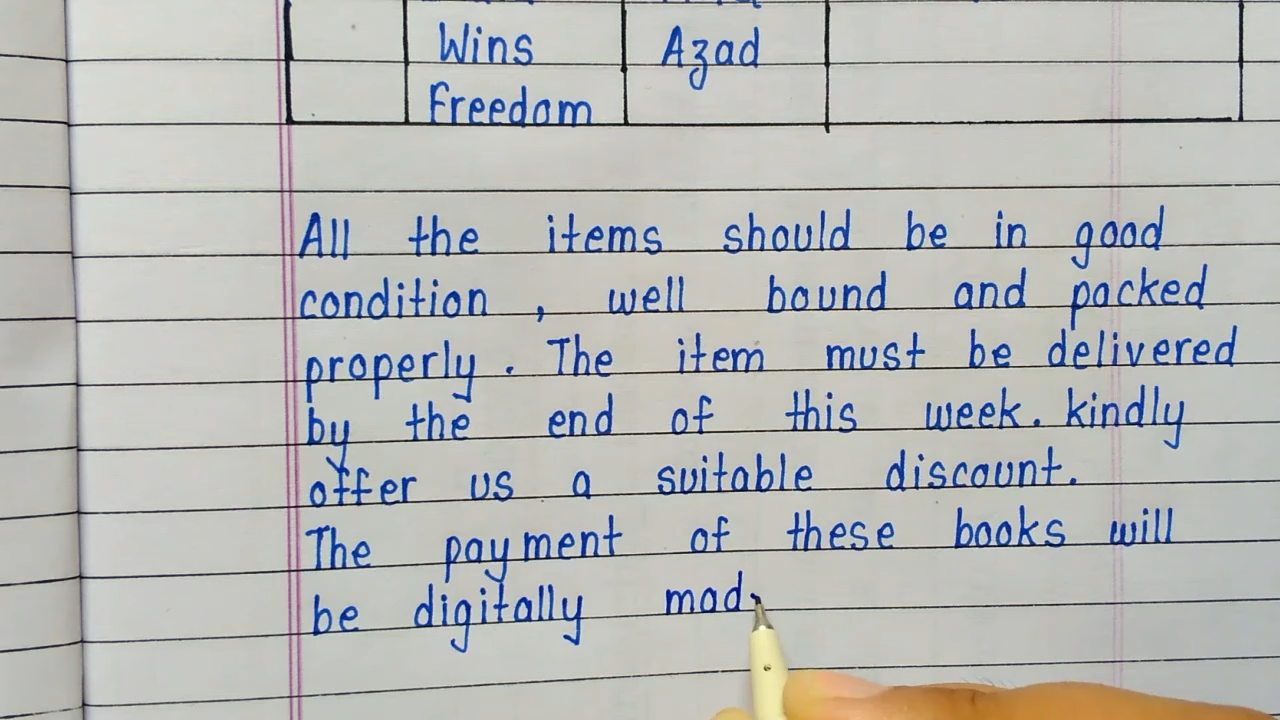 Wins Azad
Freedom
All the items should be in good
condition , well bound and packed
properly . The item must be delivered
by the end of this week. kindly
offer us a suitable discount.
The payment of these books will
be digitally mad